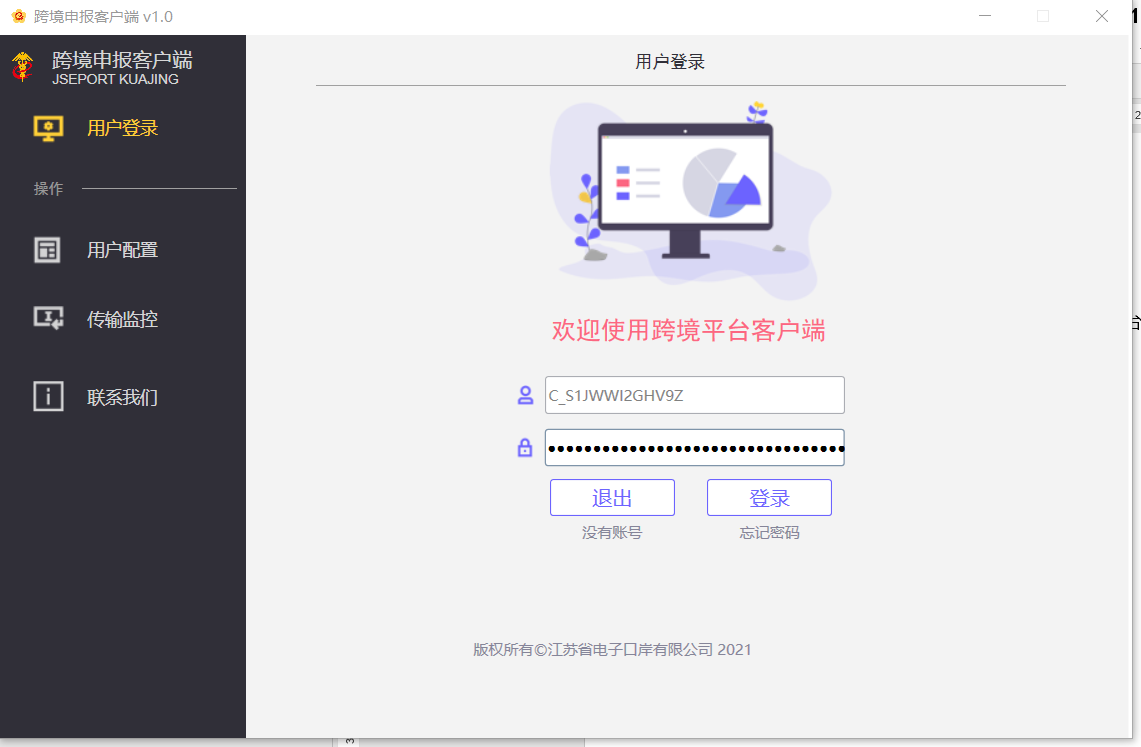 跨境申报客户端 v1.0
跨境申报客户端
JSEPORT KUAJING
用户登录
操作
用户配置
传输监控
联系我们
用户登录
欢迎使用跨境平台客户端
C_S1JWWI2GHV9Z
退出
登录
没有账号
忘记密码
版权所有©江苏省电子口岸有限公司 2021
1
2
3